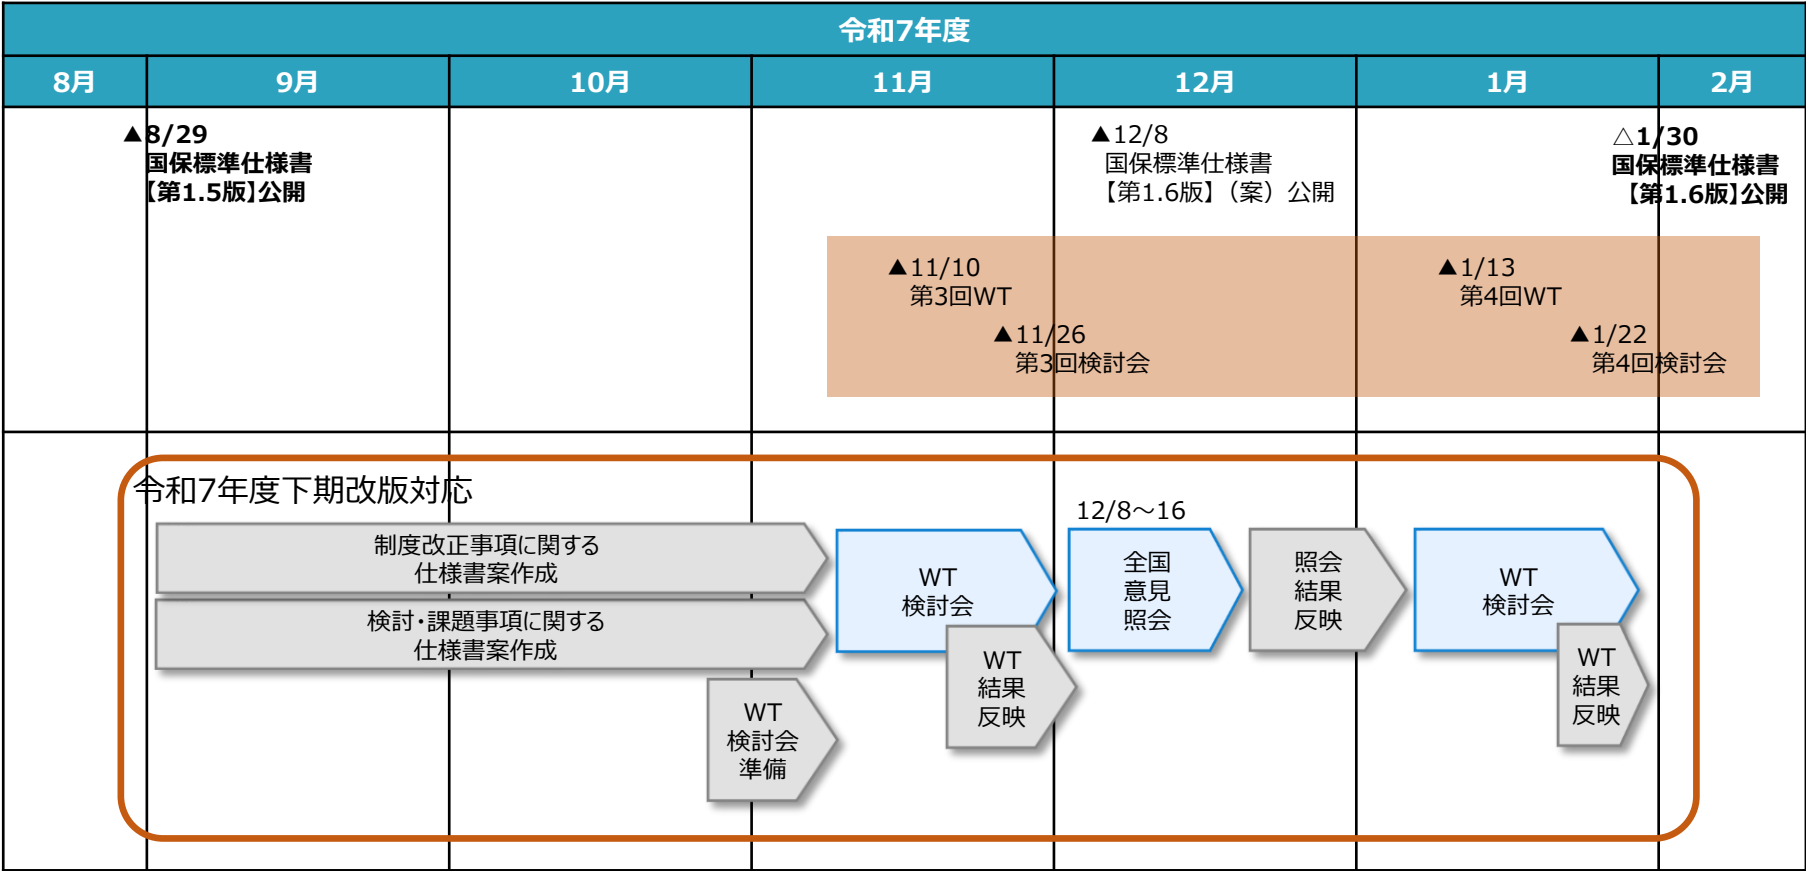 令和7年度
8月
9月
10月
11月
12月
1月
2月
▲8/29
国保標準仕様書
【第1.5版】公開
▲12/8
国保標準仕様書
【第1.6版】（案）公開
△1/30
国保標準仕様書
【第1.6版】公開
▲11/10
第3回WT
▲11/26
第3回検討会
▲1/13
第4回WT
▲1/22
第4回検討会
令和7年度下期改版対応
制度改正事項に関する
仕様書案作成
検討・課題事項に関する
仕様書案作成
WT
検討会
準備
WT
検討会
WT
結果
反映
12/8～16
全国
意見
照会
照会
結果
反映
WT
検討会
WT
結果
反映